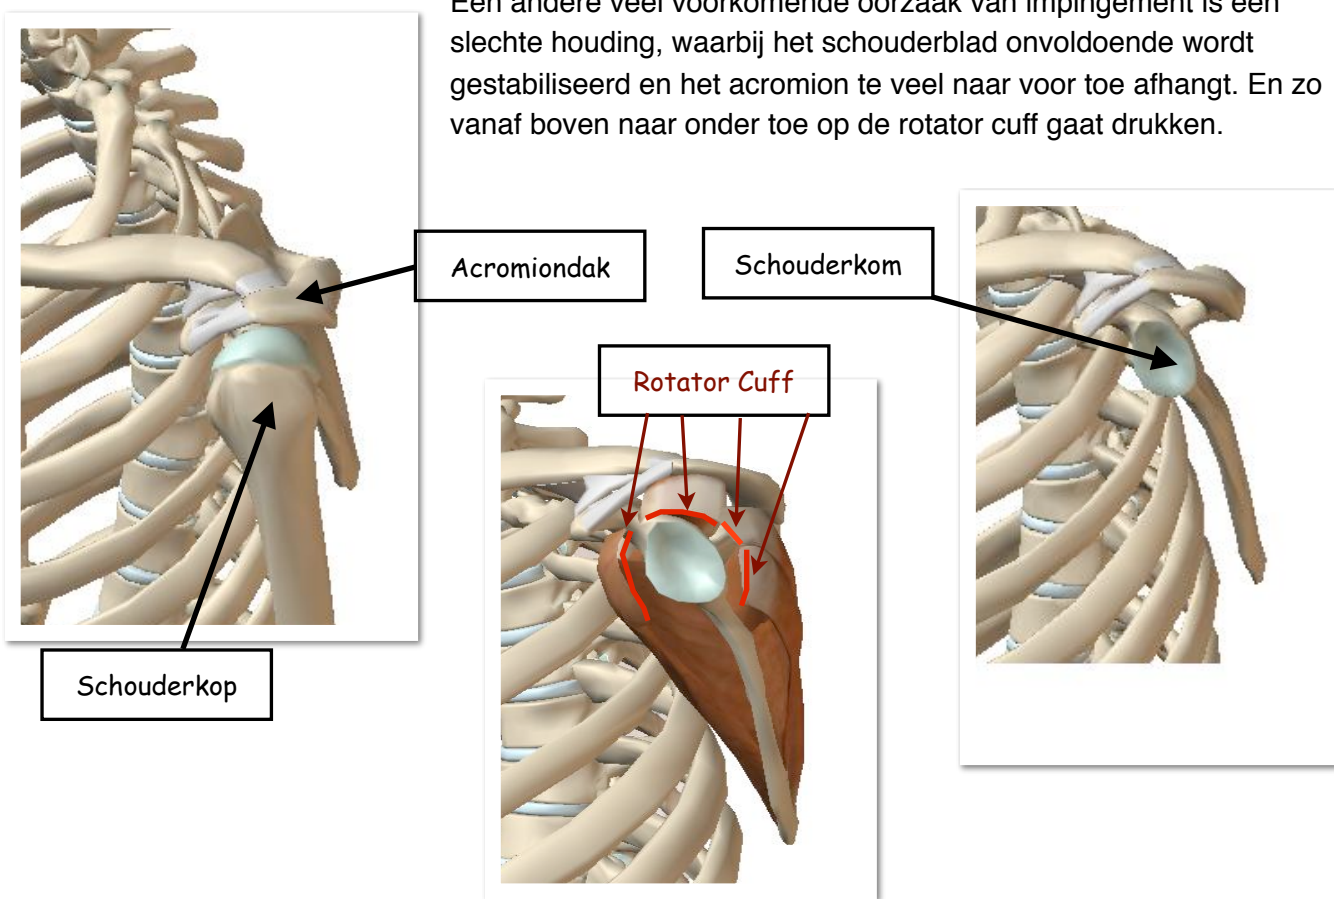 Een andere veel voorkomende oorzaak van impingement is een
slechte houding, waarbij het schouderblad onvoldoende wordt
gestabiliseerd en het acromion te veel naar voor toe afhangt. En zo
vanaf boven naar onder toe op de rotator cuff gaat drukken.
Acromiondak
Schouderkom
Rotator Cuff
Schouderkop